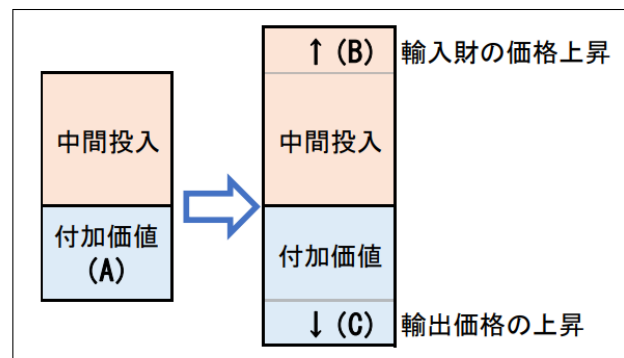 ↑(B)
輸入財の価格上昇
中間投入
中間投入
付加価値
(A)
付加価値
↓(C)
輸出価格の上昇